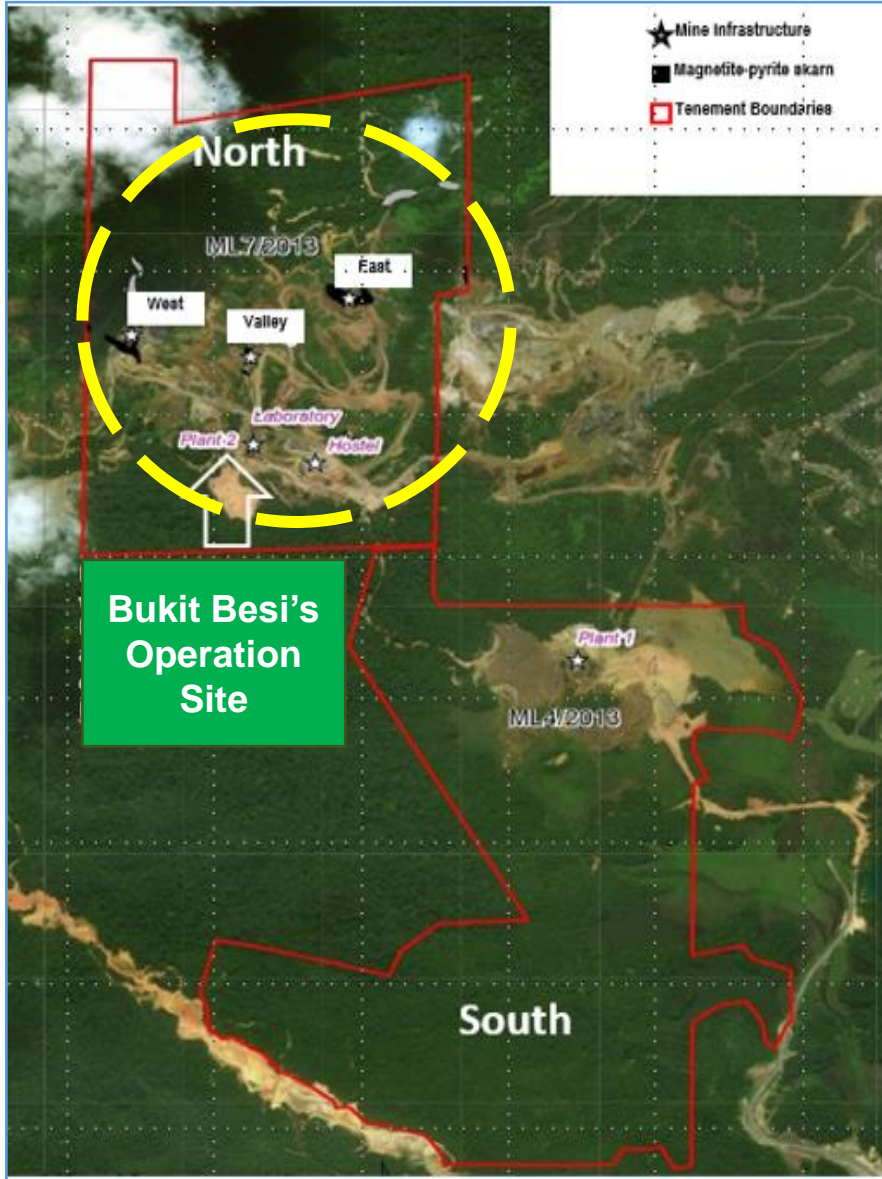 Mine Infrastructure
Magnetite-pyrite skarn
Tenement Boundaries
North
ML7/2013
East
West
Valley
Laboratory
Plant 2
Hostel
Bukit Besi's
Operation
Site
Plant 1
ML4/2013
South